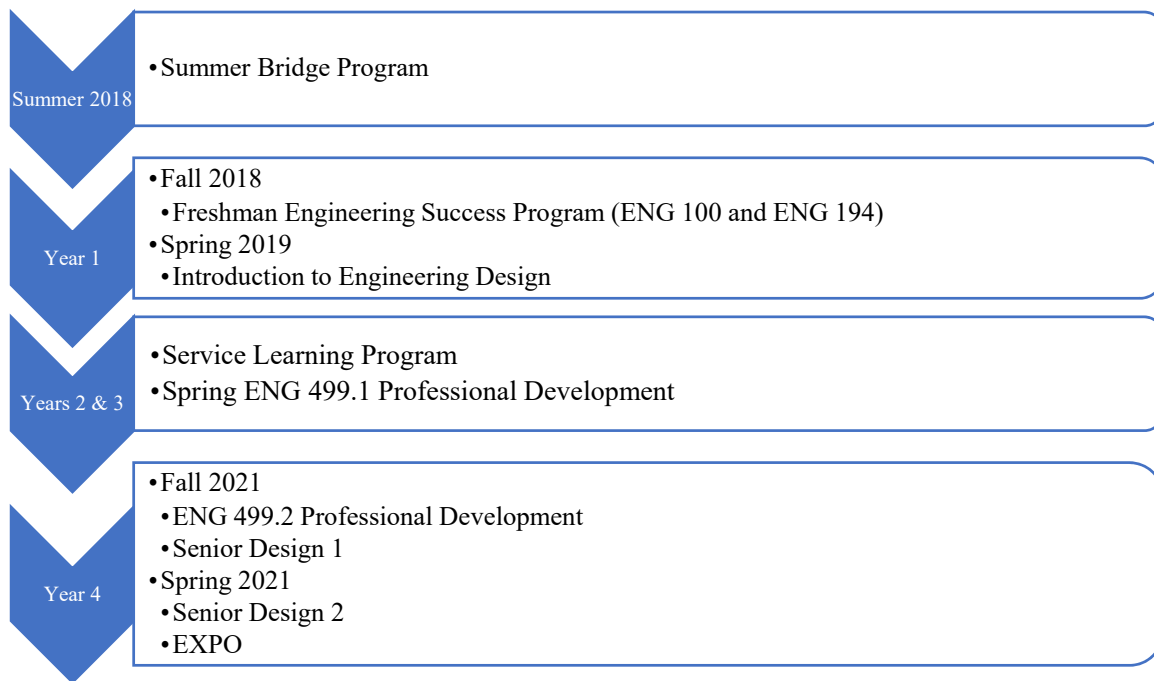 Summer 2018
•Summer Bridge Program
Year 1
•Fall 2018
•Freshman Engineering Success Program (ENG 100 and ENG 194)
•Spring 2019
•Introduction to Engineering Design
Years 2 & 3
•Service Learning Program
•Spring ENG 499.1 Professional Development
Year 4
•Fall 2021
•ENG 499.2 Professional Development
•Senior Design 1
•Spring 2021
•Senior Design 2
•EXPO